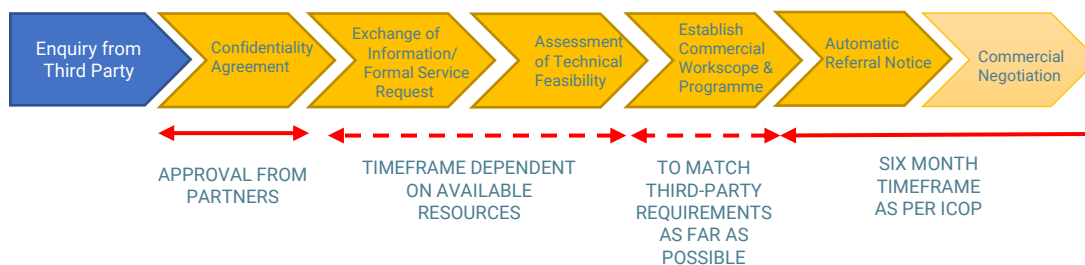 Enquiry from
Third Party
Confidentiality
Agreement
Exchange of
Information/
Formal Service
Request
Assessment
of Technical
Feasibility
Establish
Commercial
Workscope &
Programme
Automatic
Referral Notice
Commercial
Negotiation
APPROVAL FROM
PARTNERS
TIMEFRAME DEPENDENT
ON AVAILABLE
RESOURCES
TO MATCH
THIRD-PARTY
REQUIREMENTS
AS FAR AS
POSSIBLE
SIX MONTH
TIMEFRAME
AS PER ICOP